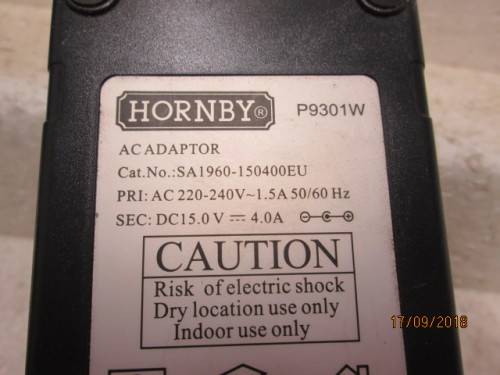 HORNBY® P9301W
AC ADAPTOR
Cat.No.:SA1960-150400EU
PRI: AC 220-240V~1.5A 50/60 Hz
SEC: DC15.0 V ⎓ 4.0A
CAUTION
Risk of electric shock
Dry location use only
Indoor use only
17/09/2018